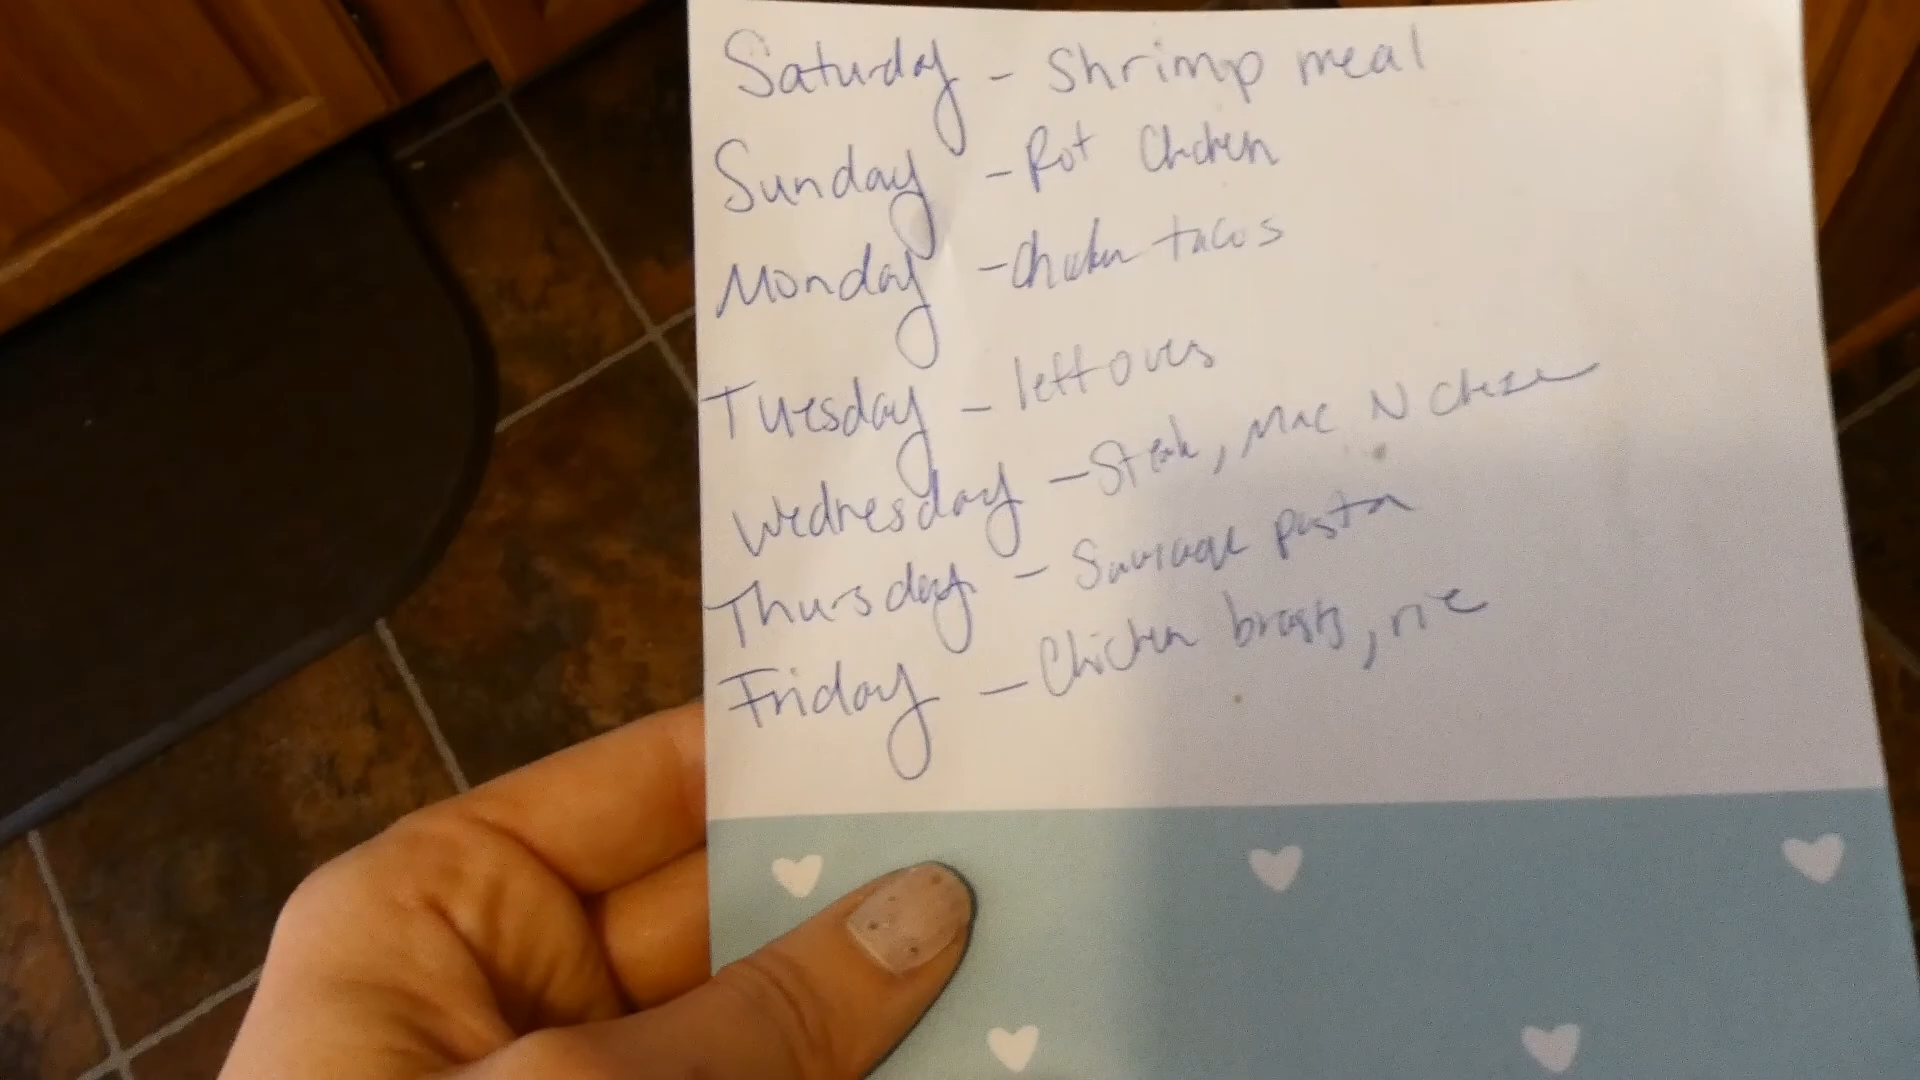 Saturday - Shrimp meal
Sunday - Rot Chicken
Monday - Chicken tacos
Tuesday - leftovers
Wednesday - Steak, Mac N Cheese
Thursday - Sausage pasta
Friday - Chicken breasts, rice